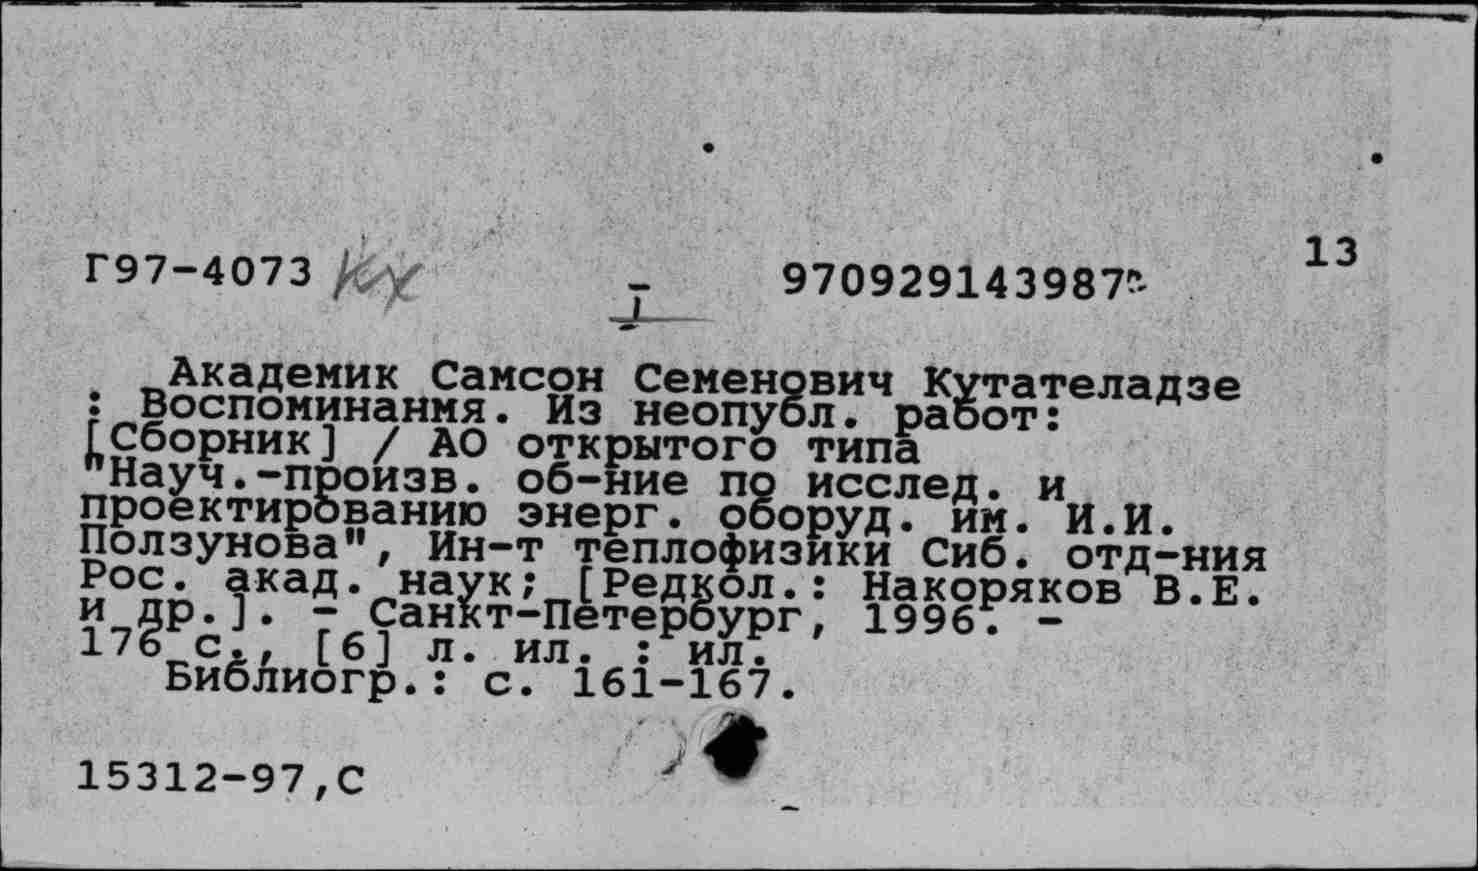 13
Г97-4073 кх I 970929143987
Академик Самсон Семенович Кутателадзе
: Воспоминанмя. Из неопубл. работ:
[Сборник] / АО открытого типа
"Науч.-произв. об-ние по исслед. и
проектированию энерг. оборуд. им. И.И.
Ползунова", Ин-т теплофизики Сиб. отд-ния
Рос. акад. наук; [Редкол.: Накоряков В.Е.
и др.]. - Санкт-Петербург, 1996. -
176 с., [6] л. ил. : ил.
Библиогр.: с. 161-167.
15312-97,С